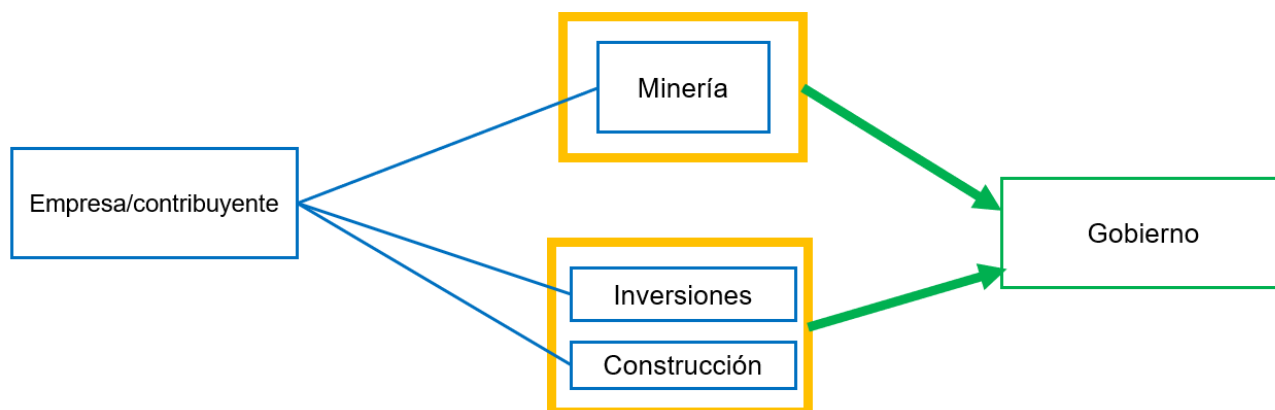 Minería
Empresa/contribuyente
Gobierno
Inversiones
Construcción